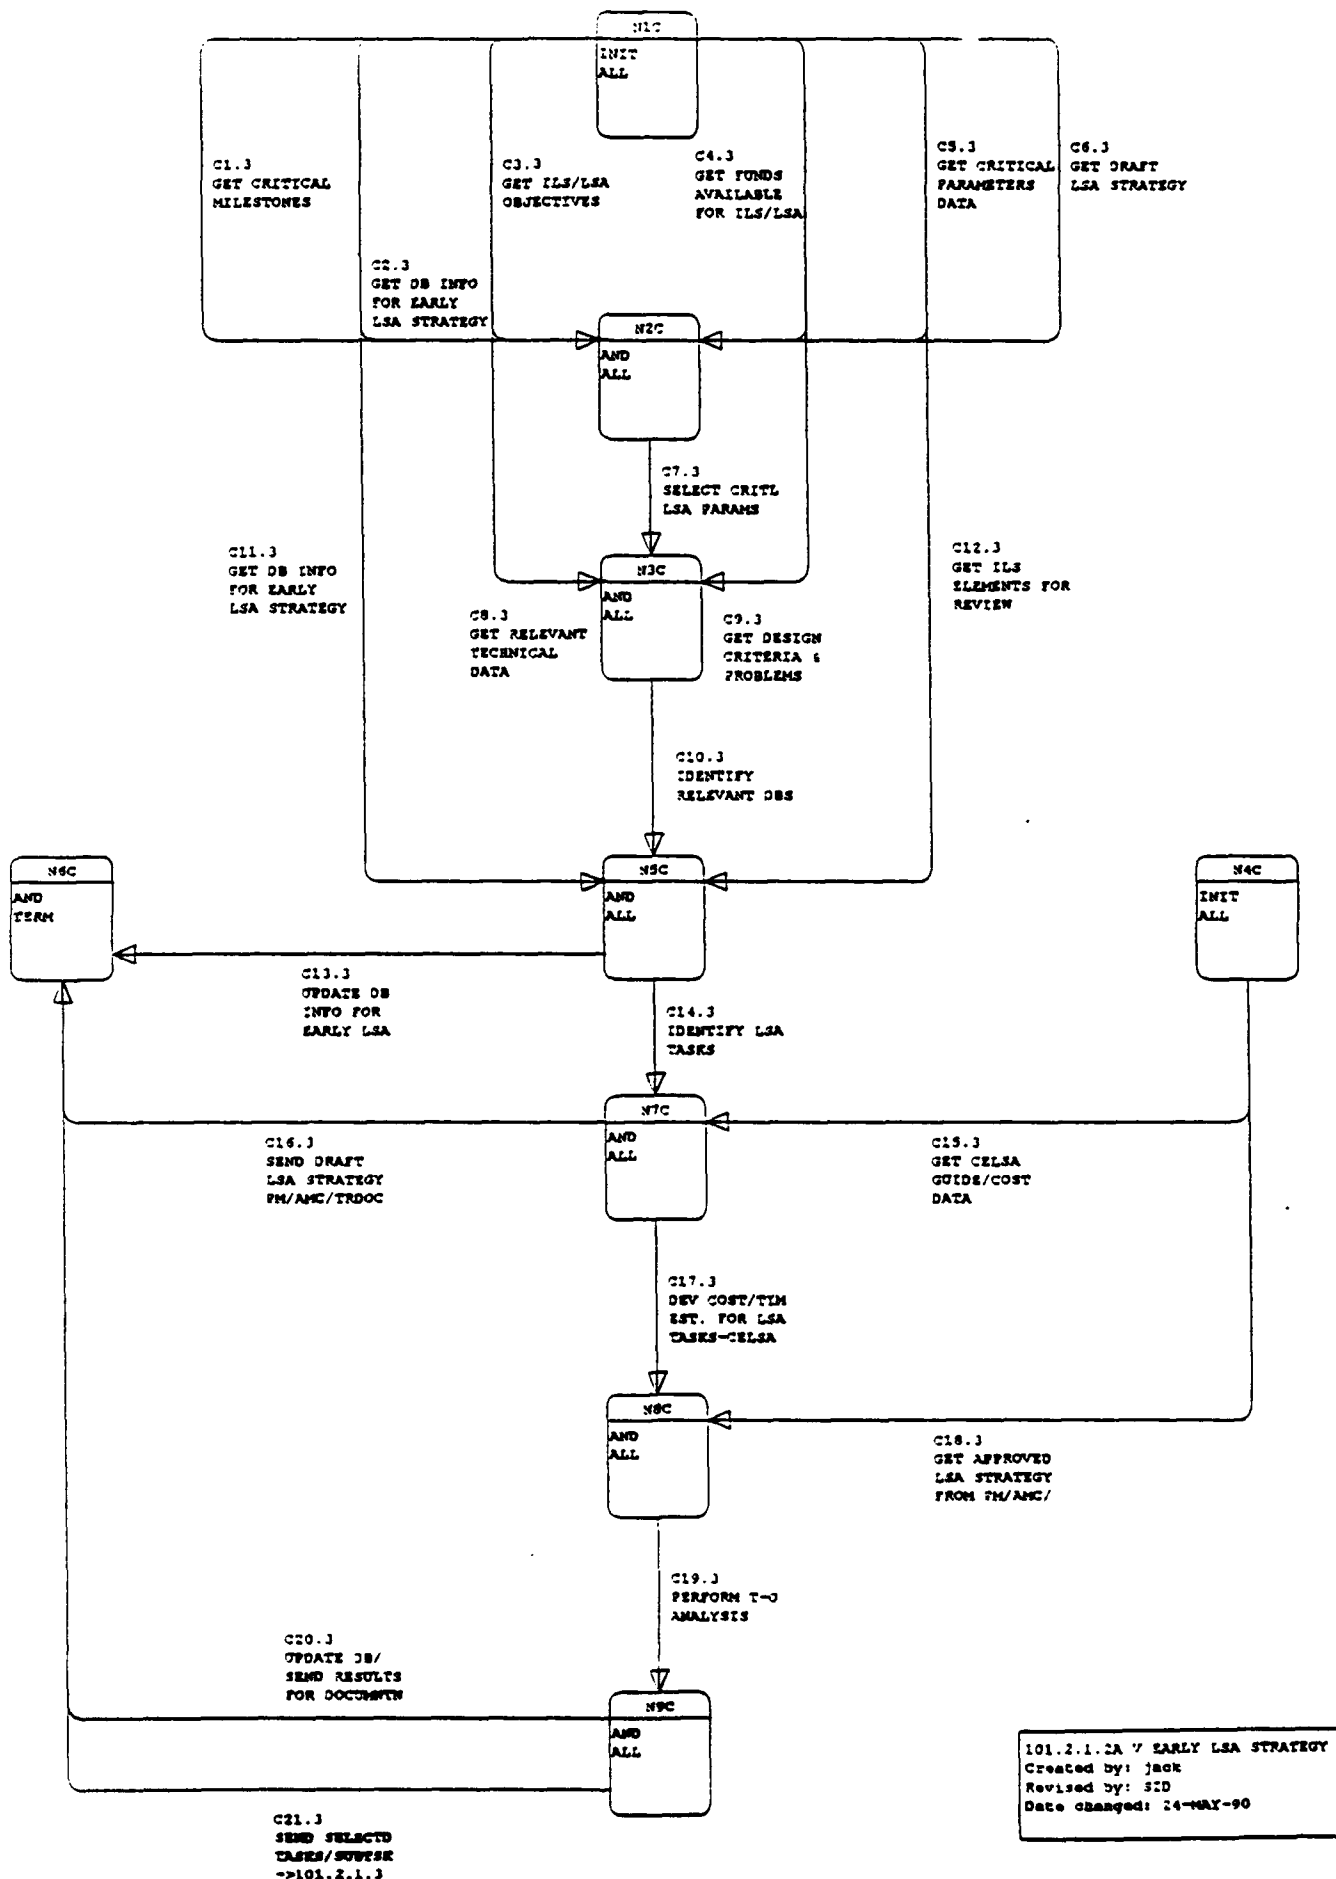 N1C
INIT
ALL
C1.3
GET CRITICAL
MILESTONES
C3.3
GET ILS/LSA
OBJECTIVES
C4.3
GET FUNDS
AVAILABLE
FOR ILS/LSA
C5.3
GET CRITICAL
PARAMETERS
DATA
C6.3
GET DRAFT
LSA STRATEGY
C2.3
GET DB INFO
FOR EARLY
LSA STRATEGY
N2C
AND
ALL
C7.3
SELECT CRITL
LSA PARAMS
C11.3
GET DB INFO
FOR EARLY
LSA STRATEGY
N3C
AND
ALL
C8.3
GET RELEVANT
TECHNICAL
DATA
C9.3
GET DESIGN
CRITERIA &
PROBLEMS
C12.3
GET ILS
ELEMENTS FOR
REVIEW
C10.3
IDENTIFY
RELEVANT DBS
N6C
AND
TERM
N5C
AND
ALL
N4C
INIT
ALL
C13.3
UPDATE DB
INFO FOR
EARLY LSA
C14.3
IDENTIFY LSA
TASKS
N7C
AND
ALL
C16.3
SEND DRAFT
LSA STRATEGY
PM/AMC/TRDOC
C15.3
GET CELSA
GUIDE/COST
DATA
C17.3
DEV COST/TIM
EST. FOR LSA
TASKS-CELSA
N8C
AND
ALL
C18.3
GET APPROVED
LSA STRATEGY
FROM PM/AMC/
C19.3
PERFORM T-O
ANALYSIS
C20.3
UPDATE DB/
SEND RESULTS
FOR DOCUMNTN
N9C
AND
ALL
C21.3
SEND SELECTD
TASKS/SUBTSK
->101.2.1.3
101.2.1.2A V EARLY LSA STRATEGY
Created by: jack
Revised by: SID
Date changed: 24-MAY-90